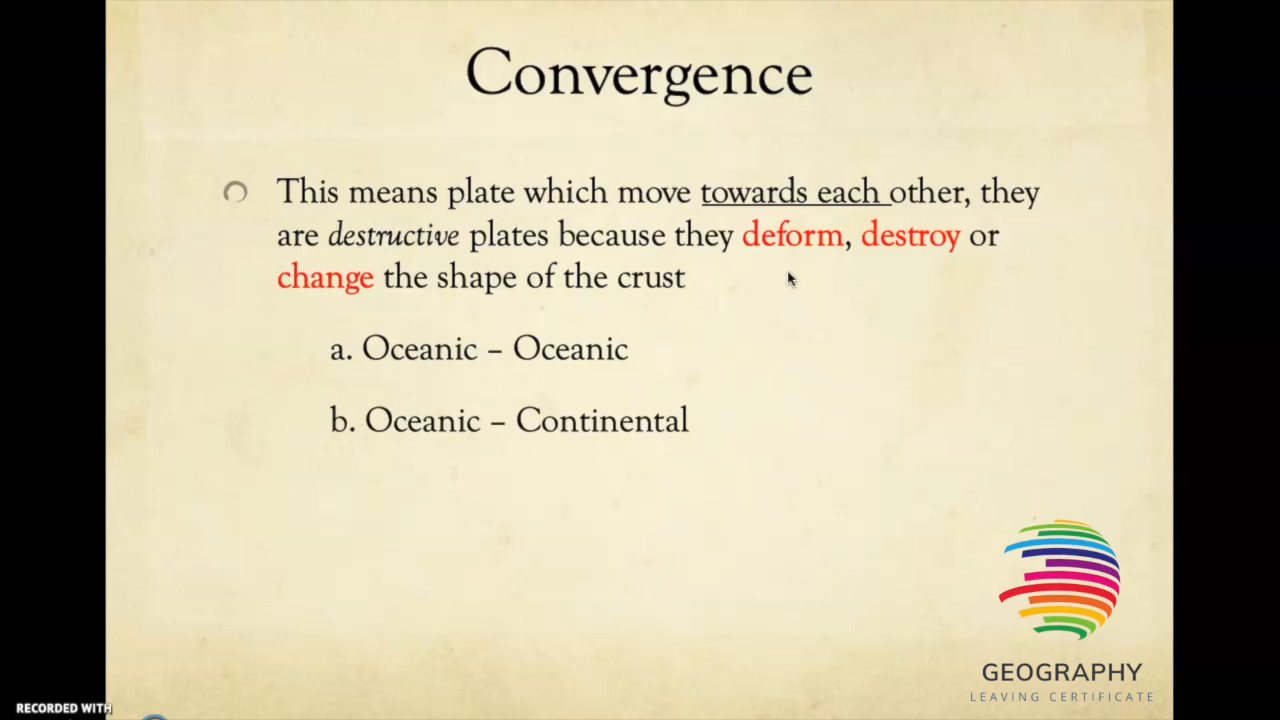 Convergence
This means plate which move towards each other, they
are destructive plates because they deform, destroy or
change the shape of the crust
a. Oceanic – Oceanic
b. Oceanic – Continental
GEOGRAPHY
LEAVING CERTIFICATE
RECORDED WITH